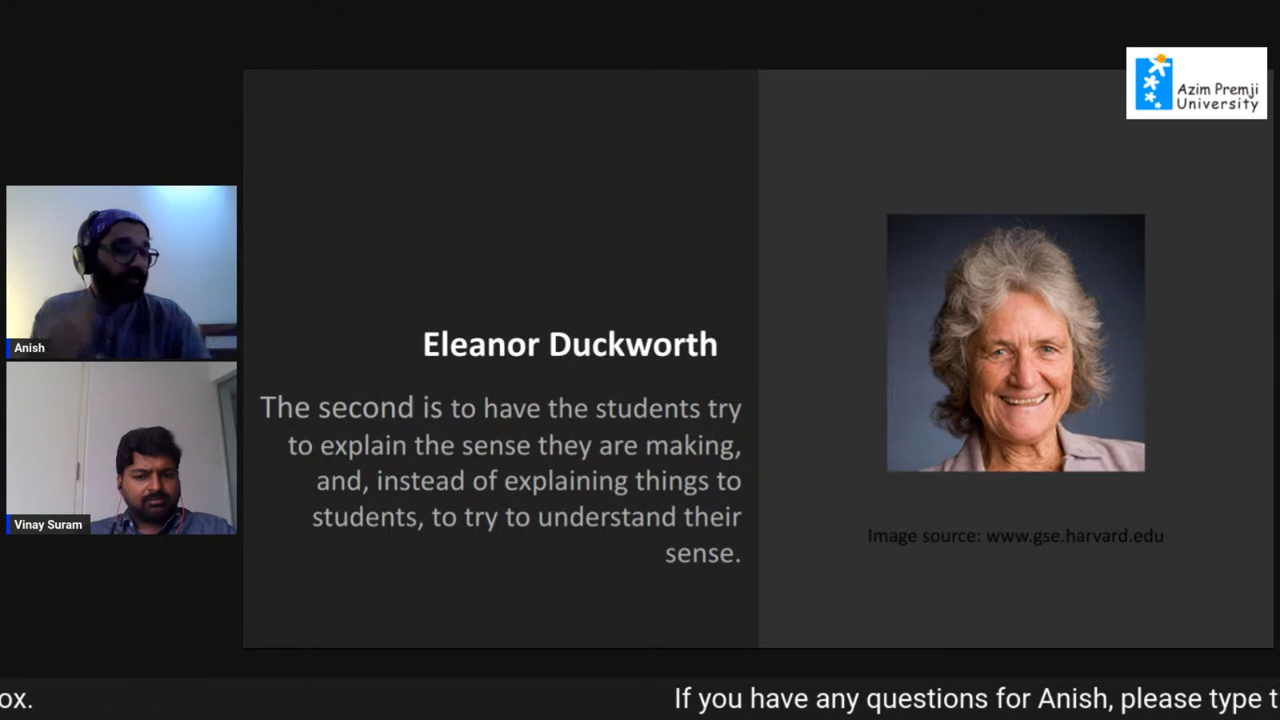 Azim Premji
University
Anish
Vinay Suram
Eleanor Duckworth
The second is to have the students try
to explain the sense they are making,
and, instead of explaining things to
students, to try to understand their
sense.
Image source: www.gse.harvard.edu
ox.
If you have any questions for Anish, please type t